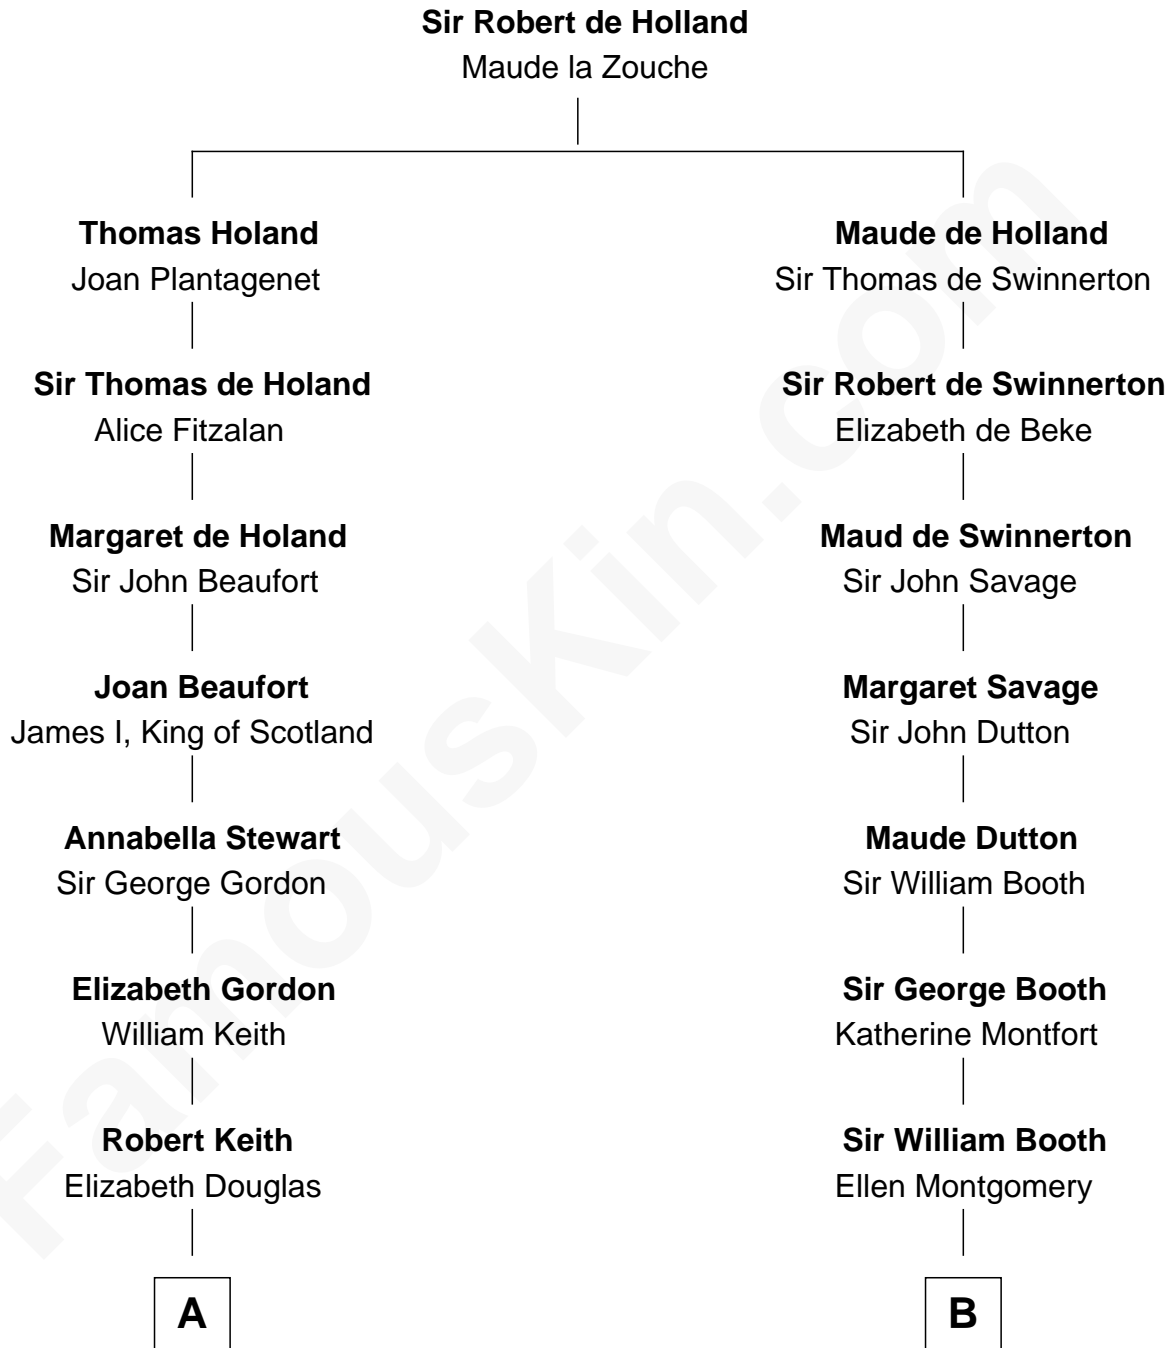 Sir Robert de Holland
Maude la Zouche
Thomas Holand
Joan Plantagenet
Sir Thomas de Holand
Alice Fitzalan
Margaret de Holand
Sir John Beaufort
Joan Beaufort
James I, King of Scotland
Annabella Stewart
Sir George Gordon
Elizabeth Gordon
William Keith
Robert Keith
Elizabeth Douglas
A
Maude de Holland
Sir Thomas de Swinnerton
Sir Robert de Swinnerton
Elizabeth de Beke
Maud de Swinnerton
Sir John Savage
Margaret Savage
Sir John Dutton
Maude Dutton
Sir William Booth
Sir George Booth
Katherine Montfort
Sir William Booth
Ellen Montgomery
B
FamousKin.com